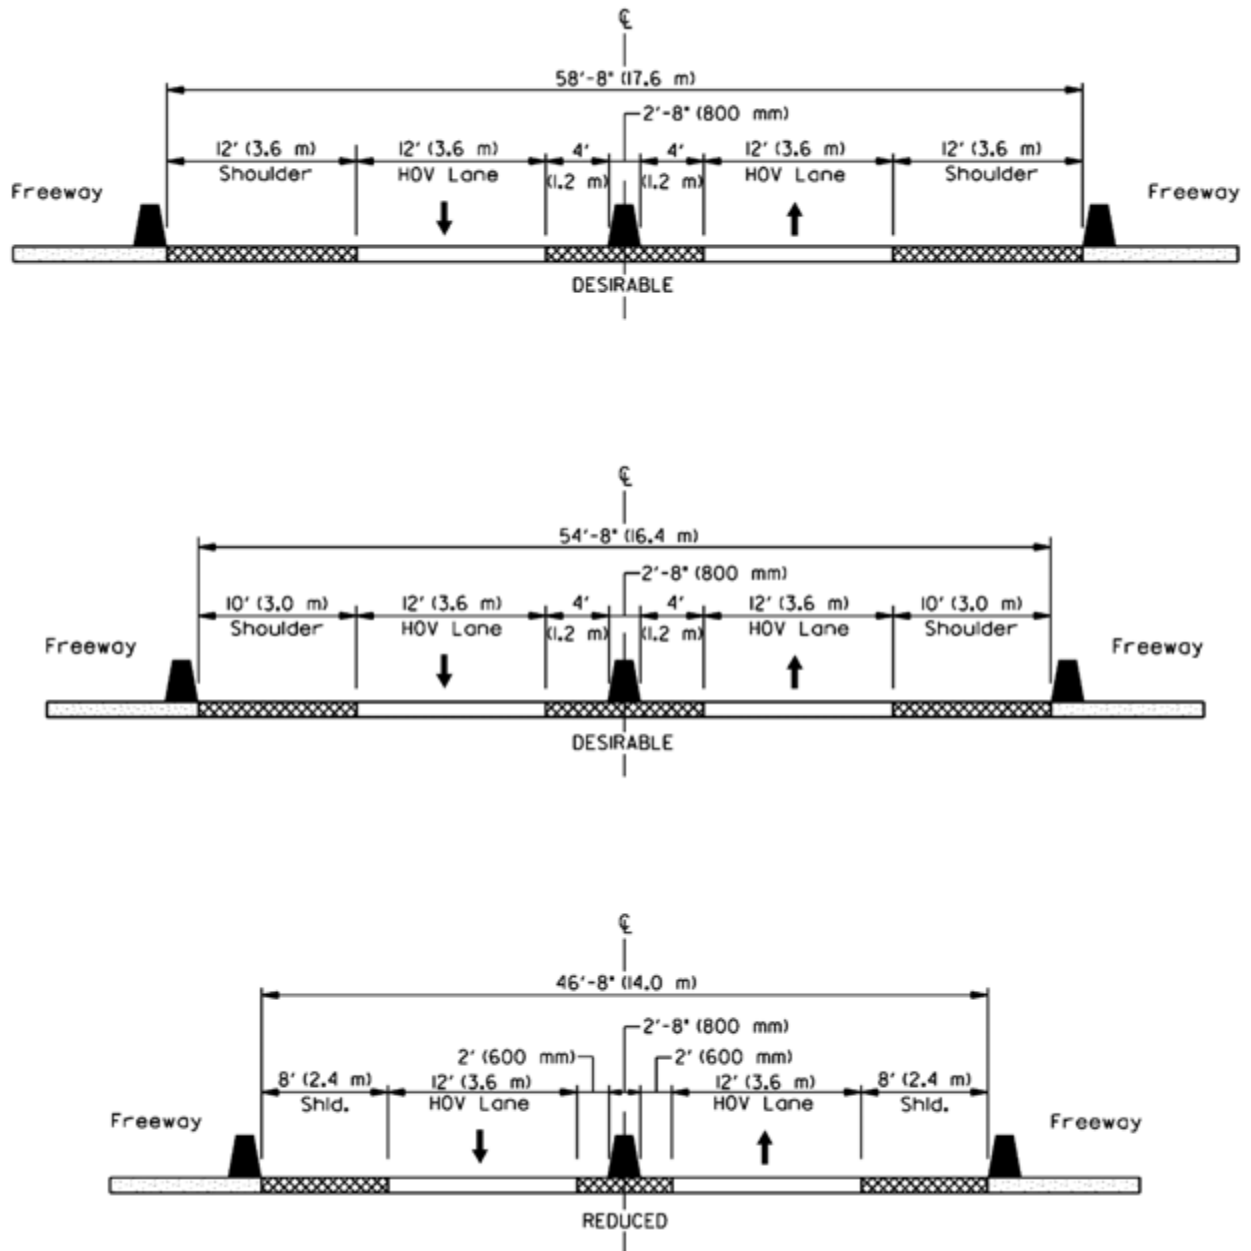 ℄
58'-8" (17.6 m)
2'-8" (800 mm)
12' (3.6 m) 12' (3.6 m) 4' 4' 12' (3.6 m) 12' (3.6 m)
Shoulder HOV Lane (1.2 m) (1.2 m) HOV Lane Shoulder
Freeway Freeway
DESIRABLE
℄
54'-8" (16.4 m)
2'-8" (800 mm)
10' (3.0 m) 12' (3.6 m) 4' 4' 12' (3.6 m) 10' (3.0 m)
Shoulder HOV Lane (1.2 m) (1.2 m) HOV Lane Shoulder
Freeway Freeway
DESIRABLE
℄
46'-8" (14.0 m)
2'-8" (800 mm)
2' (600 mm) 2' (600 mm)
8' (2.4 m) 12' (3.6 m) 12' (3.6 m) 8' (2.4 m)
Shld. HOV Lane HOV Lane Shld.
Freeway Freeway
REDUCED